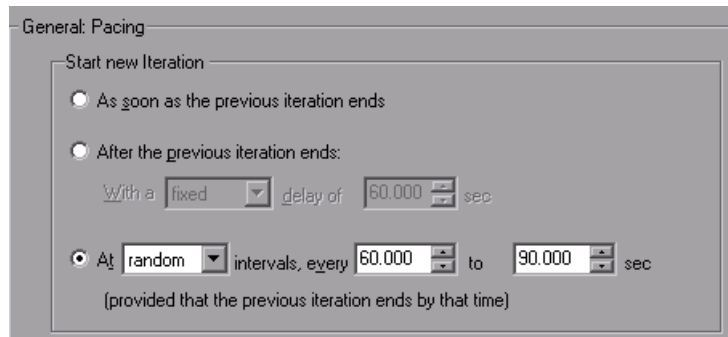 General: Pacing
Start new Iteration
As soon as the previous iteration ends
After the previous iteration ends:
With a fixed delay of 60.000 sec
At random intervals, every 60.000 to 90.000 sec
(provided that the previous iteration ends by that time)